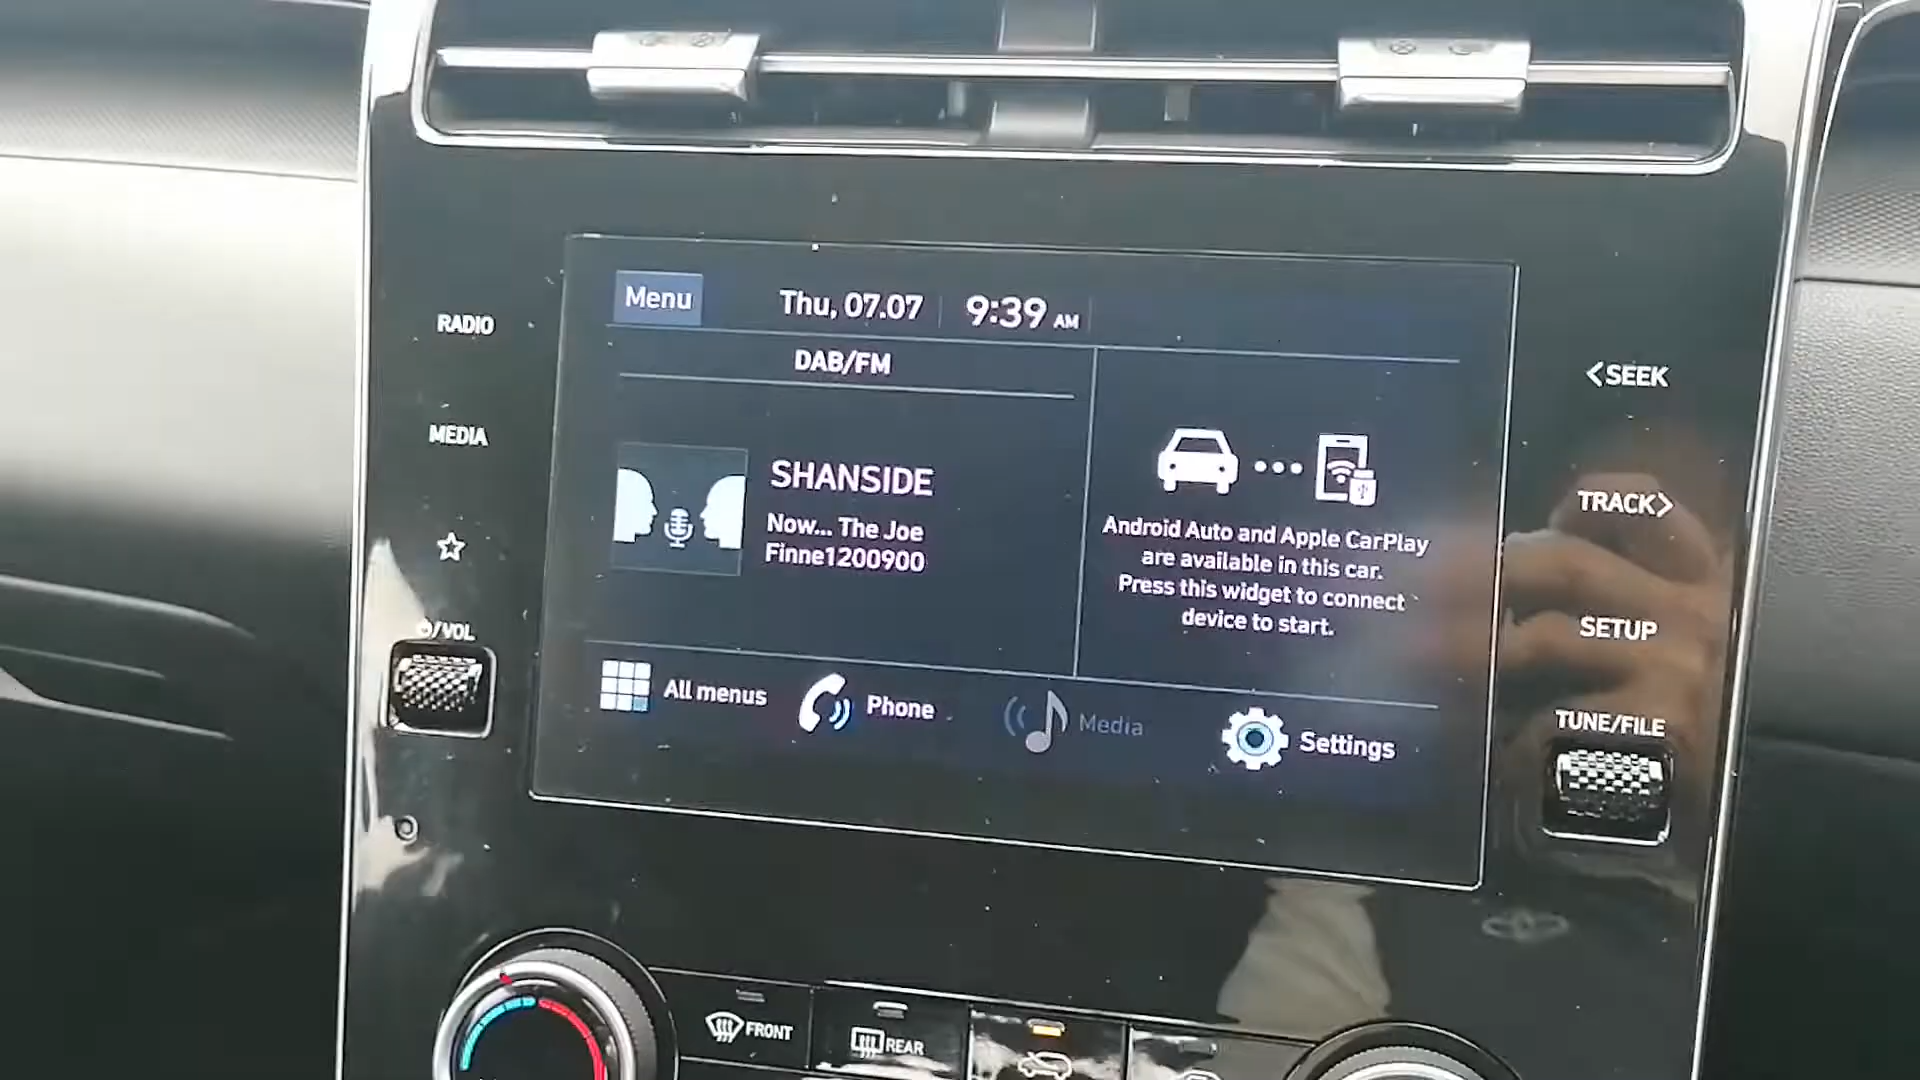 Menu
Thu, 07.07
9:39 AM
DAB/FM
RADIO
MEDIA
/VOL
SHANSIDE
Now... The Joe
Finne1200900
Android Auto and Apple CarPlay
are available in this car.
Press this widget to connect
device to start.
All menus
Phone
Media
Settings
<SEEK
TRACK>
SETUP
TUNE/FILE
FRONT
REAR